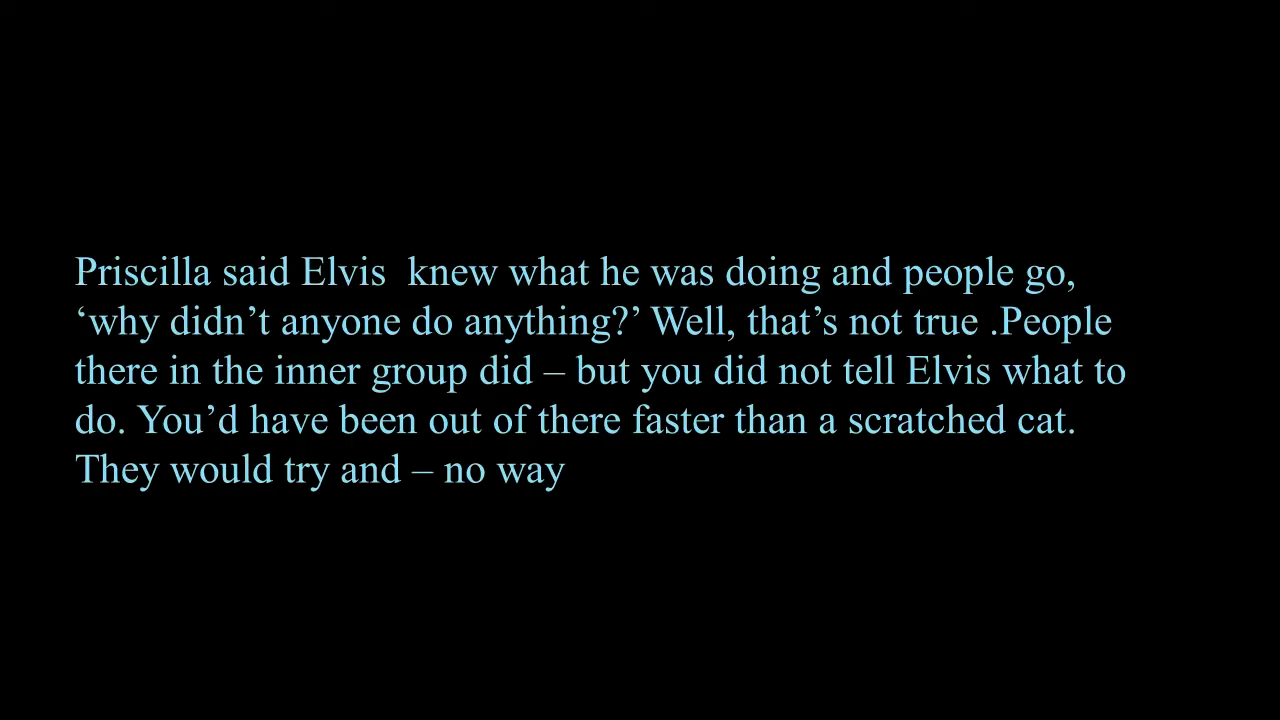 Priscilla said Elvis  knew what he was doing and people go,
‘why didn’t anyone do anything?’ Well, that’s not true .People
there in the inner group did – but you did not tell Elvis what to
do. You’d have been out of there faster than a scratched cat.
They would try and – no way